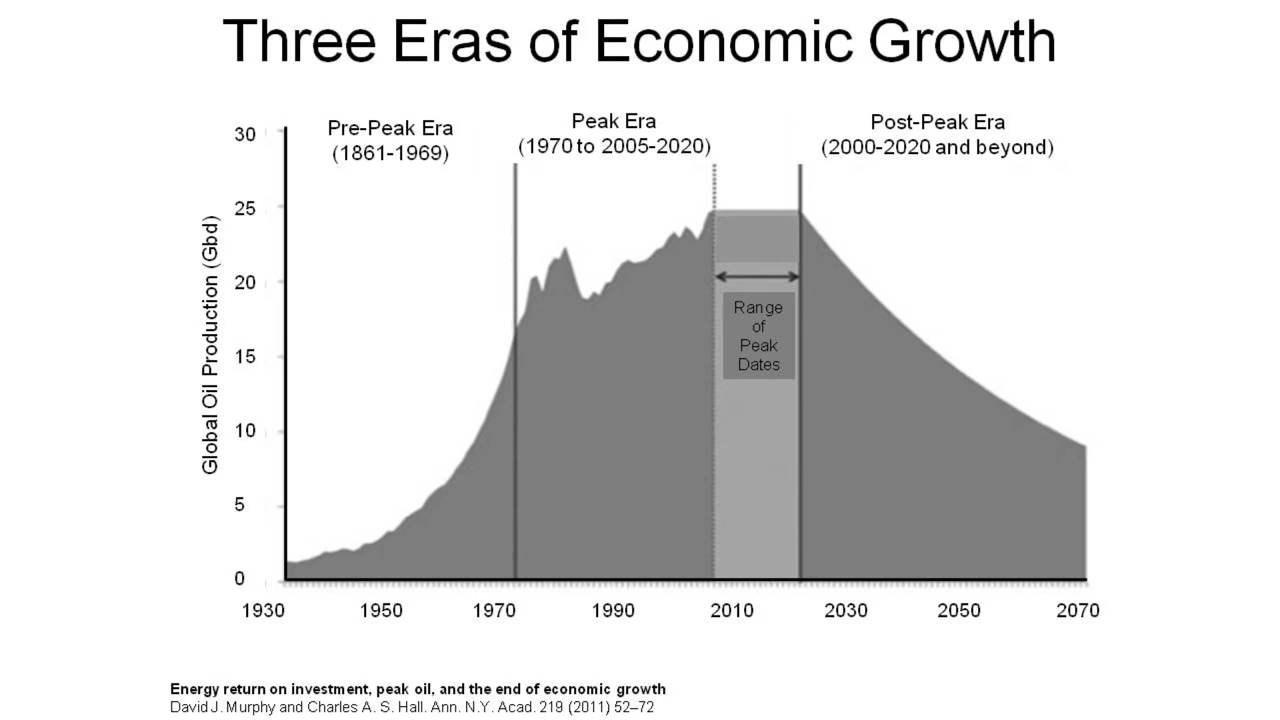 Three Eras of Economic Growth
Pre-Peak Era
(1861-1969)
Peak Era
(1970 to 2005-2020)
Post-Peak Era
(2000-2020 and beyond)
Global Oil Production (Gbd)
30
25
20
15
10
5
0
Range
of
Peak
Dates
1930 1950 1970 1990 2010 2030 2050 2070
Energy return on investment, peak oil, and the end of economic growth
David J. Murphy and Charles A. S. Hall. Ann. N.Y. Acad. 219 (2011) 52–72